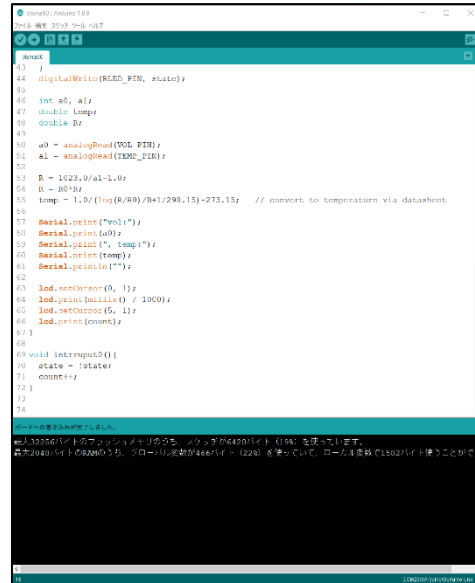 otona60 | Arduino 1.8.9
ファイル 編集 スケッチ ツール ヘルプ
43 }
44 digitalWrite(RLED_PIN, state);
45
46 int a0, a1;
47 double temp;
48 double R;
49
50 a0 = analogRead(VOL_PIN);
51 a1 = analogRead(TEMP_PIN);
52
53 R = 1023.0/a1-1.0;
54 R = R0*R;
55 temp = 1.0/(log(R/R0)/B+1/298.15)-273.15; // convert to temperature via datasheet
56
57 Serial.print("vol:");
58 Serial.print(a0);
59 Serial.print(", temp:");
60 Serial.print(temp);
61 Serial.println("");
62
63 lcd.setCursor(0, 1);
64 lcd.print(millis() / 1000);
65 lcd.setCursor(5, 1);
66 lcd.print(count);
67 }
68
69 void intrruput0(){
70 state = !state;
71 count++;
72 }
73
74
ボードへの書き込みが完了しました。
最大32256バイトのフラッシュメモリのうち、スケッチが6420バイト（19%）を使っています。
最大2048バイトのRAMのうち、グローバル変数が466バイト（22%）を使っていて、ローカル変数で1582バイト使うことがで
18